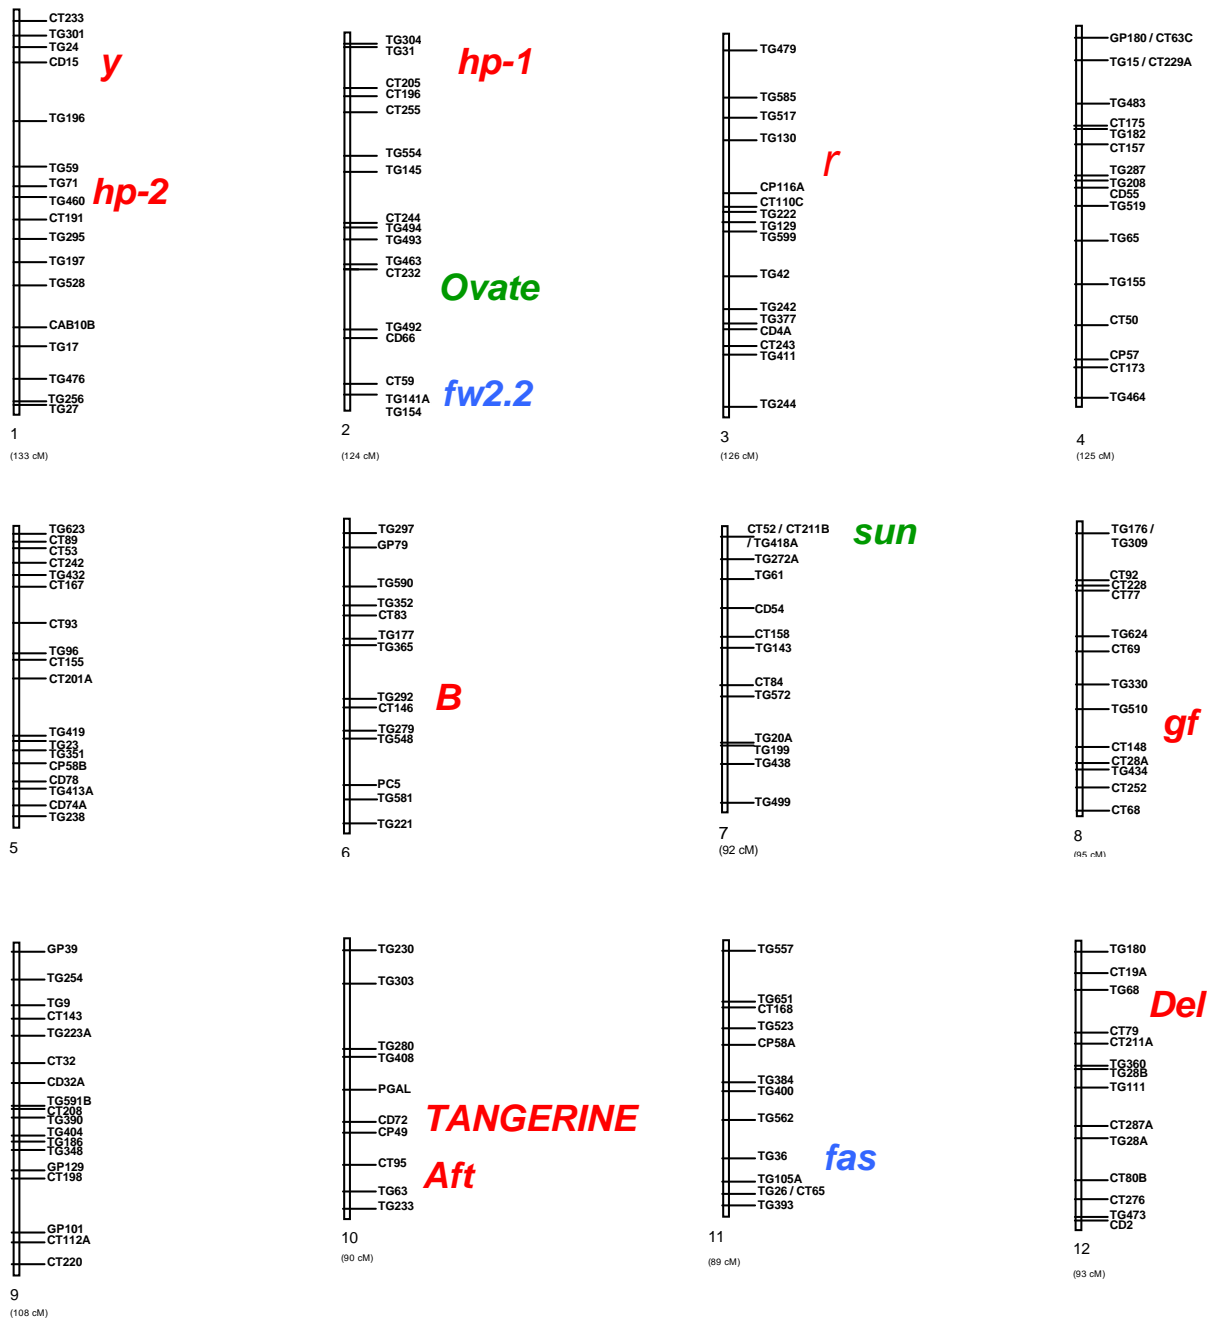 CT233
TG301
TG24
CD15
y
TG196
TG59
TG71
hp-2
TG460
CT191
TG295
TG197
TG528
CAB10B
TG17
TG476
TG256
TG27
1
(133 cM)
TG304
TG31
hp-1
CT205
CT196
CT255
TG554
TG145
CT244
TG494
TG493
TG463
CT232
Ovate
TG492
CD66
CT59
fw2.2
TG141A
TG154
2
(124 cM)
TG479
TG585
TG517
TG130
r
CP116A
CT110C
TG222
TG129
TG599
TG42
TG242
TG377
CD4A
CT243
TG411
TG244
3
(126 cM)
GP180 / CT63C
TG15 / CT229A
TG483
CT175
TG182
CT157
TG287
TG208
CD55
TG519
TG65
TG155
CT50
CP57
CT173
TG464
4
(125 cM)
TG623
CT89
CT53
CT242
TG432
CT167
CT93
TG96
CT155
CT201A
TG419
TG23
TG351
CP58B
CD78
TG413A
CD74A
TG238
5
TG297
GP79
TG590
TG352
CT83
TG177
TG365
TG292
B
CT146
TG279
TG548
PC5
TG581
TG221
6
CT52 / CT211B
/ TG418A
sun
TG272A
TG61
CD54
CT158
TG143
CT84
TG572
TG20A
TG199
TG438
TG499
7
(92 cM)
TG176 /
TG309
CT92
CT228
CT77
TG624
CT69
TG330
TG510
gf
CT148
CT28A
TG434
CT252
CT68
8
(95 cM)
GP39
TG254
TG9
CT143
TG223A
CT32
CD32A
TG591B
CT208
TG390
TG404
TG186
TG348
GP129
CT198
GP101
CT112A
CT220
9
(108 cM)
TG230
TG303
TG280
TG408
PGAL
CD72
TANGERINE
CP49
CT95
Aft
TG63
TG233
10
(90 cM)
TG557
TG651
CT168
TG523
CP58A
TG384
TG400
TG562
TG36
fas
TG105A
TG26 / CT65
TG393
11
(89 cM)
TG180
CT19A
TG68
Del
CT79
CT211A
TG360
TG28B
TG111
CT287A
TG28A
CT80B
CT276
TG473
CD2
12
(93 cM)